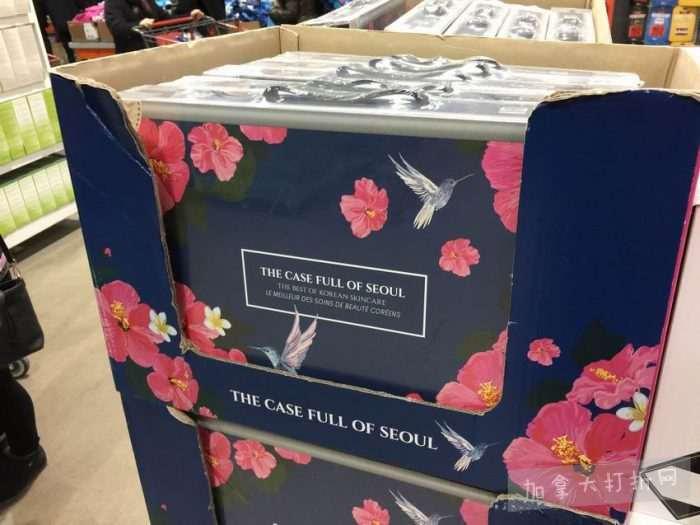 THE CASE FULL OF SEOUL
THE BEST OF KOREAN SKINCARE
LE MEILLEUR DES SOINS DE BEAUTÉ CORÉENS
THE CASE FULL OF SEOUL
加拿大打折网